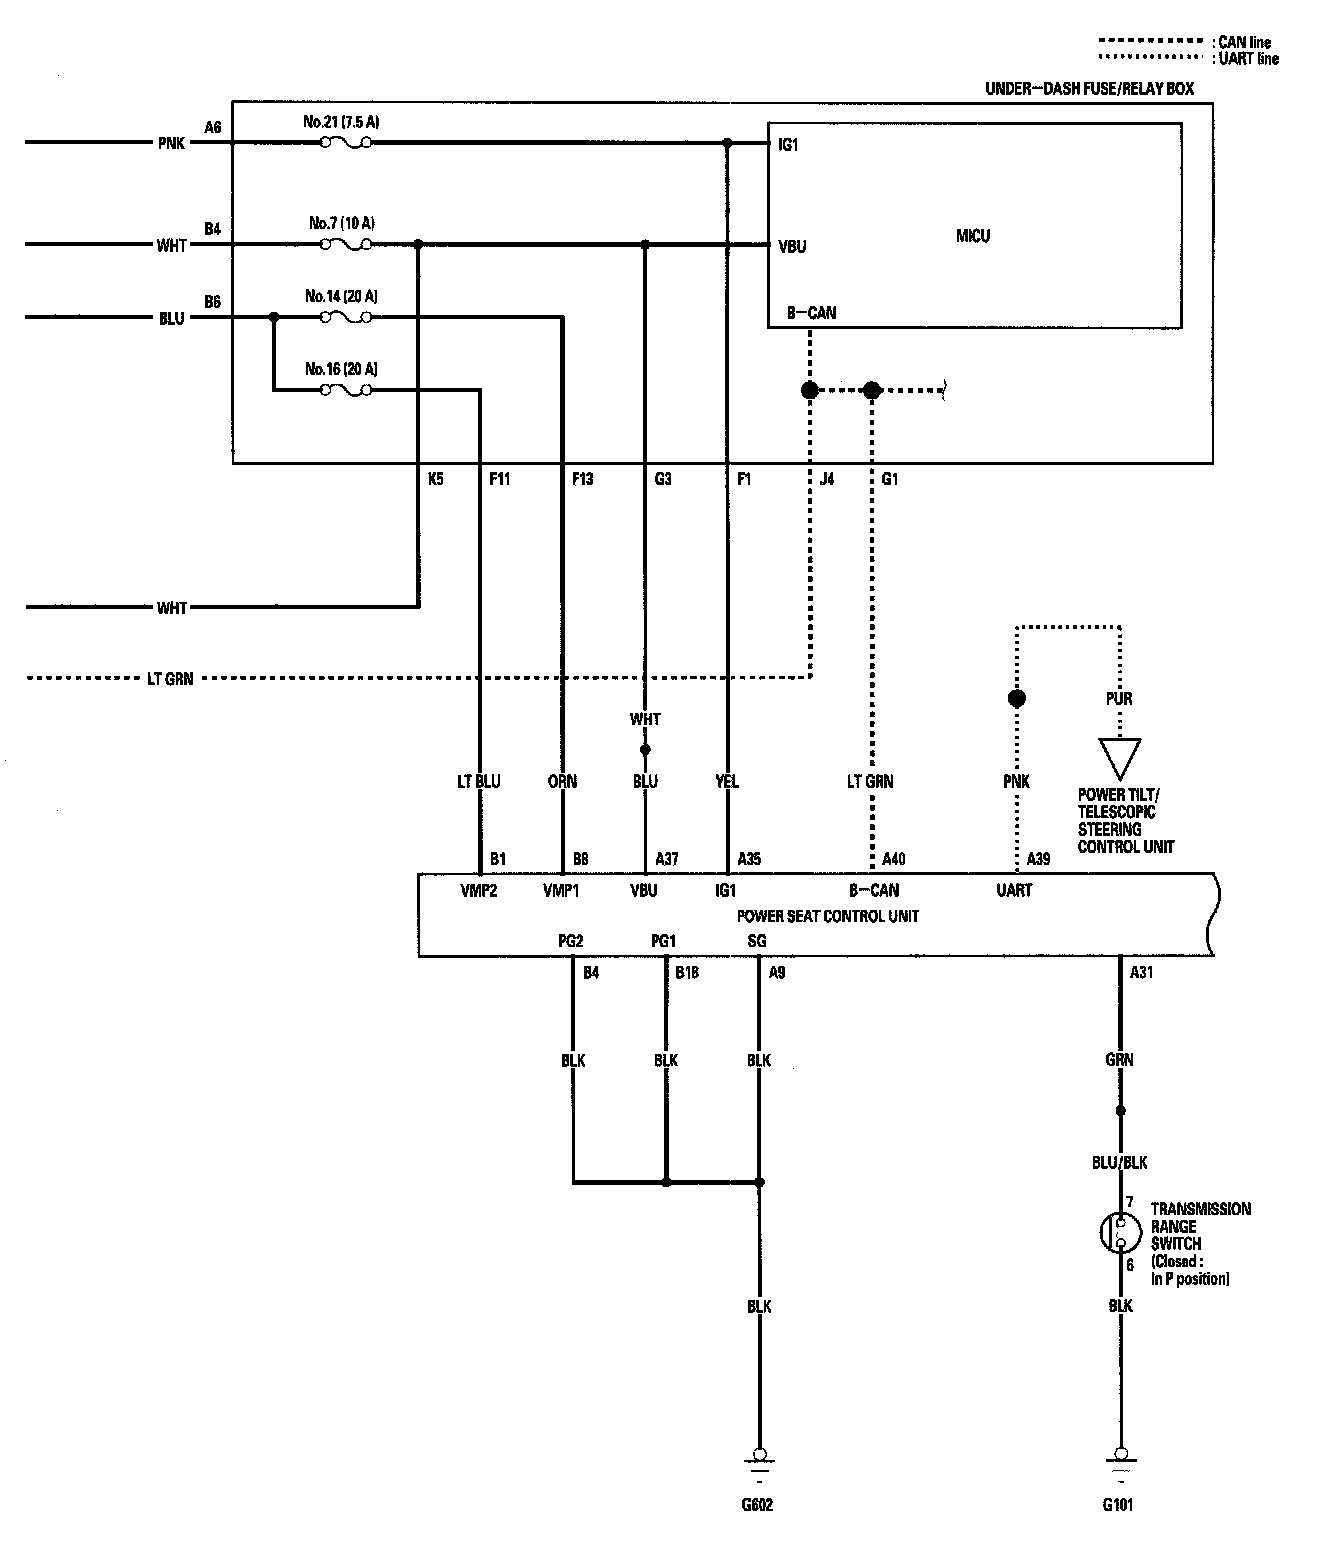 : CAN line
: UART line
UNDER-DASH FUSE/RELAY BOX
A6
No.21 (7.5 A)
PNK
IG1
B4
No.7 (10 A)
WHT
VBU
MICU
B6
No.14 (20 A)
BLU
B-CAN
No.16 (20 A)
K5
F11
F13
G3
F1
J4
G1
WHT
LT GRN
WHT
PUR
LT BLU
ORN
BLU
YEL
LT GRN
PNK
POWER TILT/
TELESCOPIC
STEERING
CONTROL UNIT
B1
B8
A37
A35
A40
A39
VMP2
VMP1
VBU
IG1
B-CAN
UART
POWER SEAT CONTROL UNIT
PG2
PG1
SG
B4
B18
A9
A31
BLK
BLK
BLK
GRN
BLU/BLK
7
TRANSMISSION
RANGE
SWITCH
(Closed :
In P position)
6
BLK
BLK
G602
G101